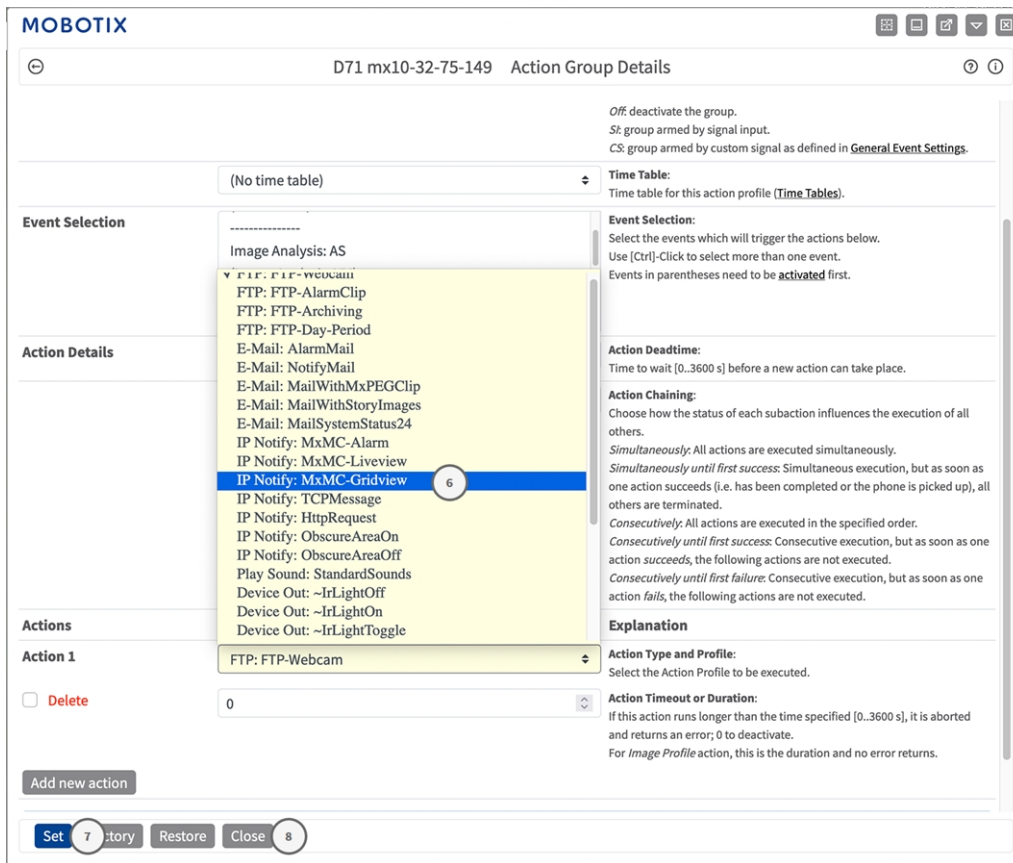 MOBOTIX
D71 mx10-32-75-149 Action Group Details
Off: deactivate the group.
SI: group armed by signal input.
CS: group armed by custom signal as defined in General Event Settings.
(No time table)
Time Table:
Time table for this action profile (Time Tables).
Event Selection
---------------
Image Analysis: AS
Event Selection:
Select the events which will trigger the actions below.
Use [Ctrl]-Click to select more than one event.
Events in parentheses need to be activated first.
FTP: FTP-Webcam
FTP: FTP-AlarmClip
FTP: FTP-Archiving
FTP: FTP-Day-Period
E-Mail: AlarmMail
E-Mail: NotifyMail
E-Mail: MailWithMxPEGClip
E-Mail: MailWithStoryImages
E-Mail: MailSystemStatus24
IP Notify: MxMC-Alarm
IP Notify: MxMC-Liveview
IP Notify: MxMC-Gridview 6
IP Notify: TCPMessage
IP Notify: HttpRequest
IP Notify: ObscureAreaOn
IP Notify: ObscureAreaOff
Play Sound: StandardSounds
Device Out: ~IrLightOff
Device Out: ~IrLightOn
Device Out: ~IrLightToggle
Action Details
Action Deadtime:
Time to wait [0..3600 s] before a new action can take place.
Action Chaining:
Choose how the status of each subaction influences the execution of all
others.
Simultaneously: All actions are executed simultaneously.
Simultaneously until first success: Simultaneous execution, but as soon as
one action succeeds (i.e. has been completed or the phone is picked up), all
others are terminated.
Consecutively: All actions are executed in the specified order.
Consecutively until first success: Consecutive execution, but as soon as one
action succeeds, the following actions are not executed.
Consecutively until first failure: Consecutive execution, but as soon as one
action fails, the following actions are not executed.
Actions
Explanation
Action 1
FTP: FTP-Webcam
Action Type and Profile:
Select the Action Profile to be executed.
Delete
0
Action Timeout or Duration:
If this action runs longer than the time specified [0..3600 s], it is aborted
and returns an error; 0 to deactivate.
For Image Profile action, this is the duration and no error returns.
Add new action
Set 7 tory Restore Close 8